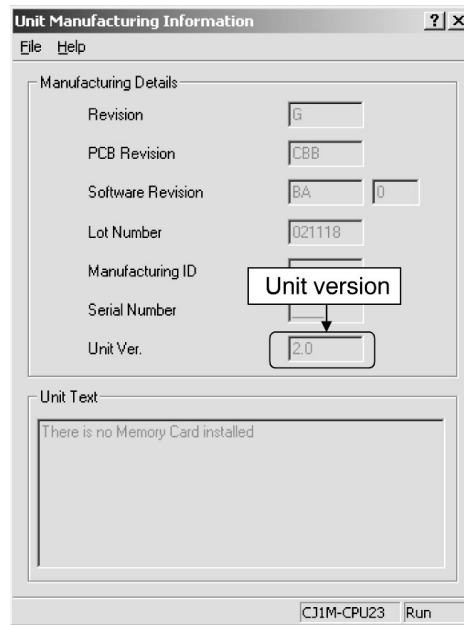 Unit Manufacturing Information ? ×
File Help
Manufacturing Details
Revision G
PCB Revision CBB
Software Revision BA 0
Lot Number 021118
Manufacturing ID
Unit version
Serial Number
Unit Ver. 2.0
Unit Text
There is no Memory Card installed
CJ1M-CPU23 Run